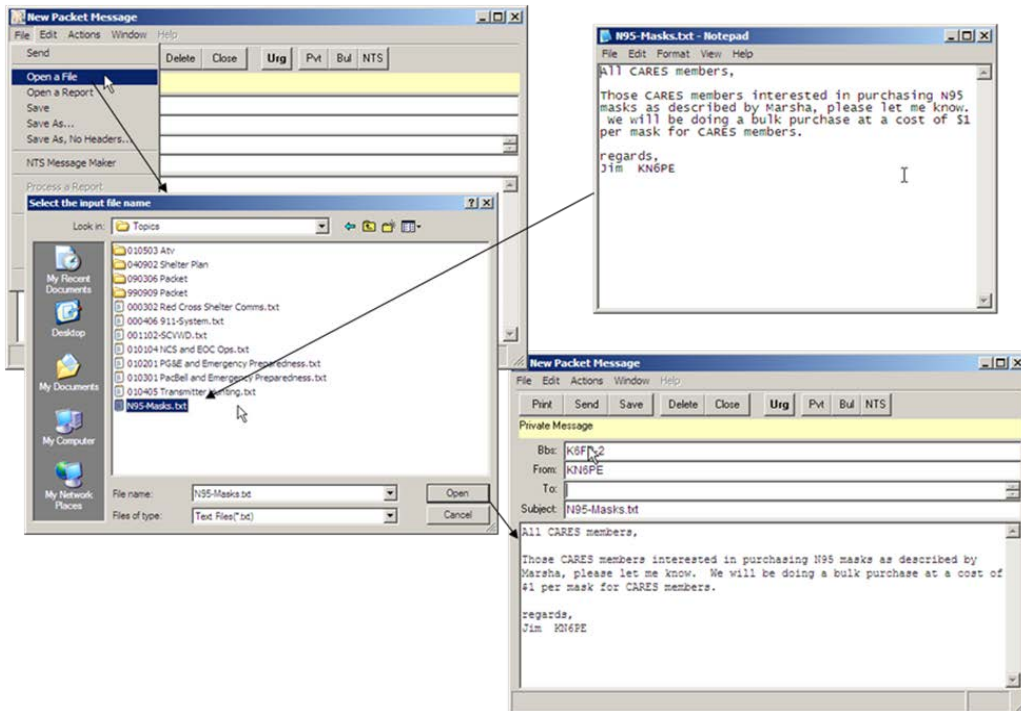 New Packet Message
File Edit Actions Window Help
Send
Open a File
Open a Report
Save
Save As...
Save As, No Headers...
NTS Message Maker
Process a Report
Delete Close Urg Pvt Bul NTS
Select the input file name
Look in: Topics
My Recent Documents
Desktop
My Documents
My Computer
My Network Places
010503 Atv
040902 Shelter Plan
090306 Packet
990909 Packet
000302 Red Cross Shelter Comms.txt
000406 911-System.txt
001102-SCVWD.txt
010104 NCS and EOC Ops.txt
010201 PG&E and Emergency Preparedness.txt
010301 PacBell and Emergency Preparedness.txt
010405 Transmitter Hunting.txt
N95-Masks.txt
File name: N95-Masks.txt Open
Files of type: Text Files(*.txt) Cancel
N95-Masks.txt - Notepad
File Edit Format View Help
All CARES members,
Those CARES members interested in purchasing N95
masks as described by Marsha, please let me know.
we will be doing a bulk purchase at a cost of $1
per mask for CARES members.
regards,
Jim KN6PE
New Packet Message
File Edit Actions Window Help
Print Send Save Delete Close Urg Pvt Bul NTS
Private Message
Bbs:
From: KN6PE
To:
Subject: N95-Masks.txt
All CARES members,
Those CARES members interested in purchasing N95 masks as described by
Marsha, please let me know. We will be doing a bulk purchase at a cost of
$1 per mask for CARES members.
regards,
Jim KN6PE